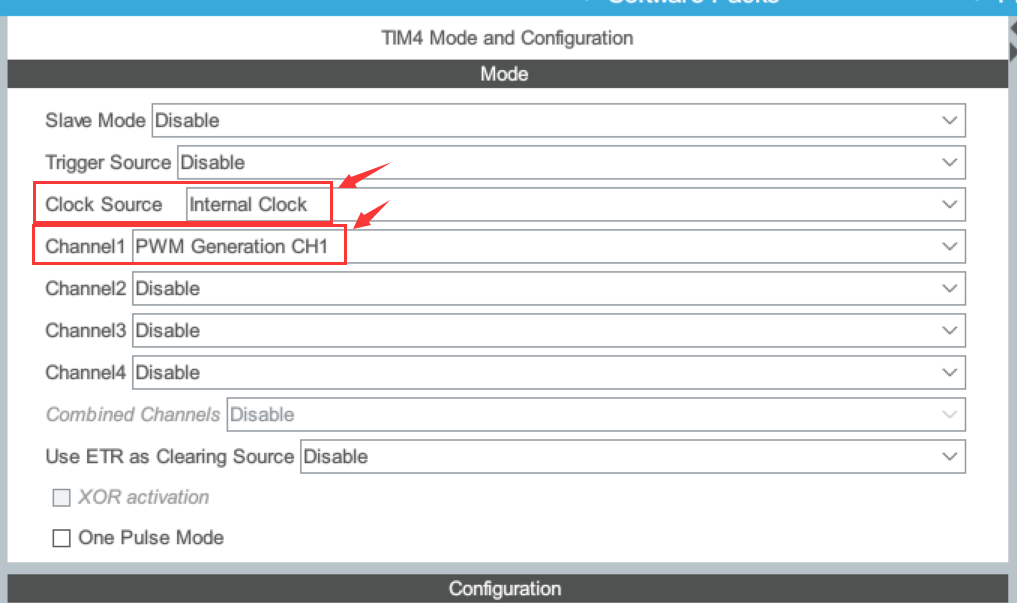 Software Packs
TIM4 Mode and Configuration
Mode
Slave Mode Disable
Trigger Source Disable
Clock Source Internal Clock
Channel1 PWM Generation CH1
Channel2 Disable
Channel3 Disable
Channel4 Disable
Combined Channels Disable
Use ETR as Clearing Source Disable
XOR activation
One Pulse Mode
Configuration